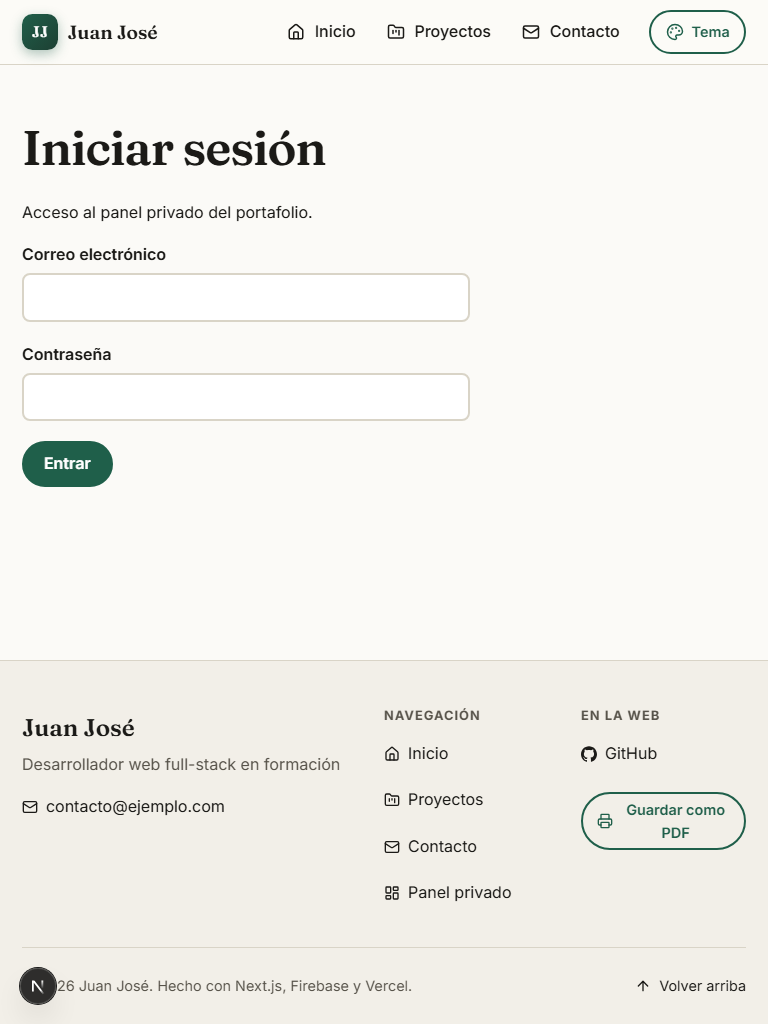 JJ Juan José
Inicio
Proyectos
Contacto
Tema
Iniciar sesión
Acceso al panel privado del portafolio.
Correo electrónico
Contraseña
Entrar
Juan José
Desarrollador web full-stack en formación
contacto@ejemplo.com
NAVEGACIÓN
Inicio
Proyectos
Contacto
Panel privado
EN LA WEB
GitHub
Guardar como
PDF
N
26 Juan José. Hecho con Next.js, Firebase y Vercel.
Volver arriba